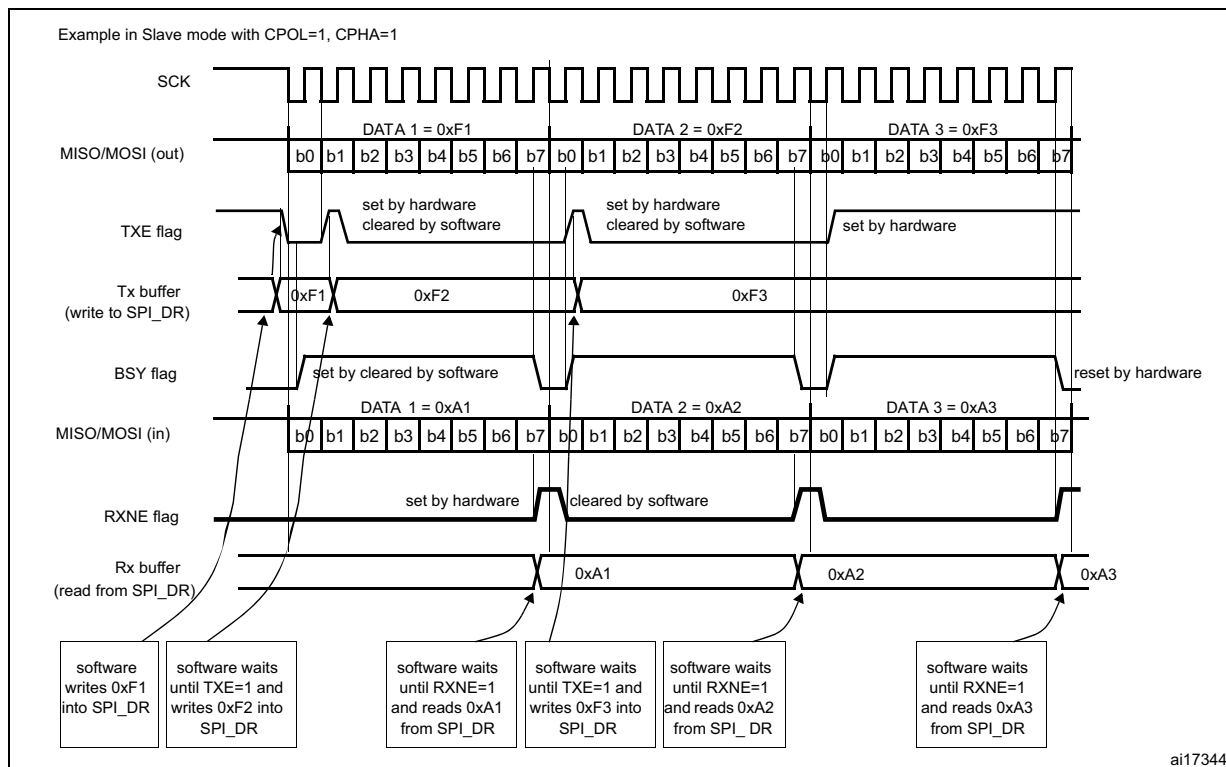 Example in Slave mode with CPOL=1, CPHA=1
SCK
DATA 1 = 0xF1 DATA 2 = 0xF2 DATA 3 = 0xF3
MISO/MOSI (out) b0 b1 b2 b3 b4 b5 b6 b7 b0 b1 b2 b3 b4 b5 b6 b7 b0 b1 b2 b3 b4 b5 b6 b7
set by hardware
cleared by software
set by hardware
cleared by software
TXE flag
set by hardware
Tx buffer
(write to SPI_DR)
0xF1 0xF2 0xF3
BSY flag
set by cleared by software
reset by hardware
DATA 1 = 0xA1 DATA 2 = 0xA2 DATA 3 = 0xA3
MISO/MOSI (in) b0 b1 b2 b3 b4 b5 b6 b7 b0 b1 b2 b3 b4 b5 b6 b7 b0 b1 b2 b3 b4 b5 b6 b7
set by hardware cleared by software
RXNE flag
Rx buffer
(read from SPI_DR)
0xA1 0xA2 0xA3
software
writes 0xF1
into SPI_DR
software waits
until TXE=1 and
writes 0xF2 into
SPI_DR
software waits
until RXNE=1
and reads 0xA1
from SPI_DR
software waits
until TXE=1 and
writes 0xF3 into
SPI_DR
software waits
until RXNE=1
and reads 0xA2
from SPI_ DR
software waits
until RXNE=1
and reads 0xA3
from SPI_DR
ai17344